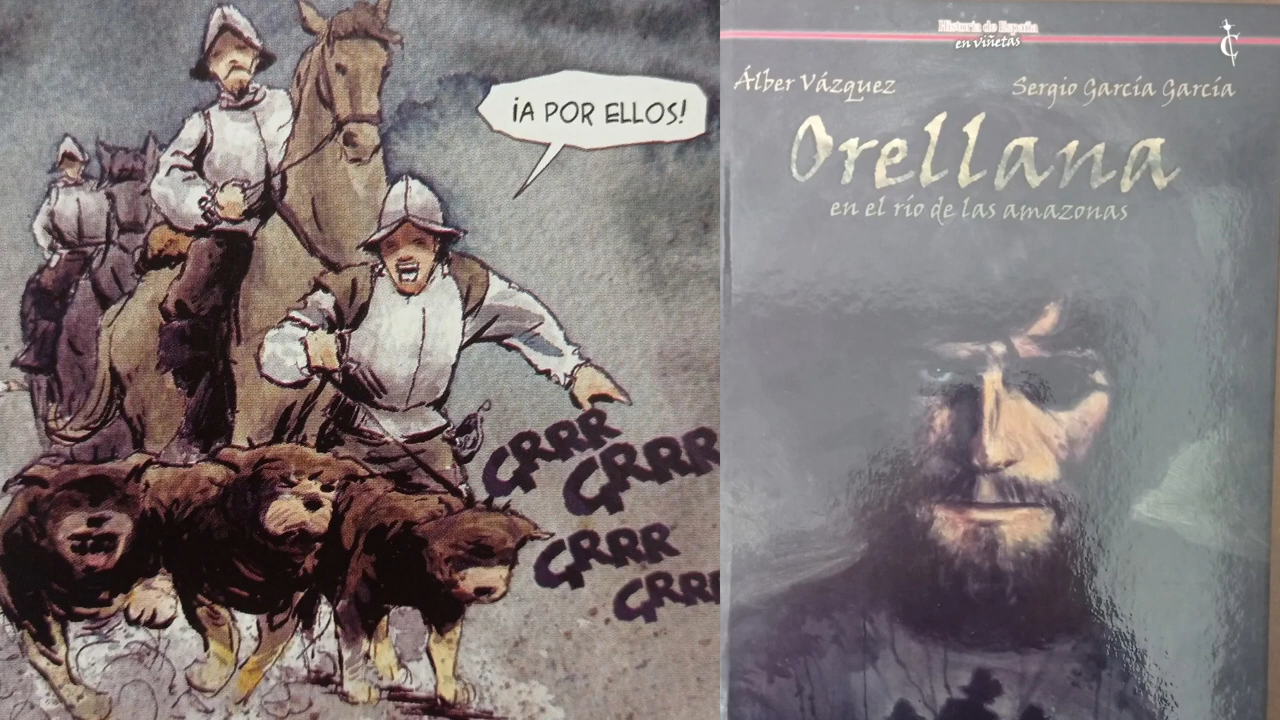 ¡A POR ELLOS!
GRRR
GRRR
GRRR
GRRR
Historia de España
en viñetas
Álber Vázquez
Sergio García García
Orellana
en el río de las amazonas